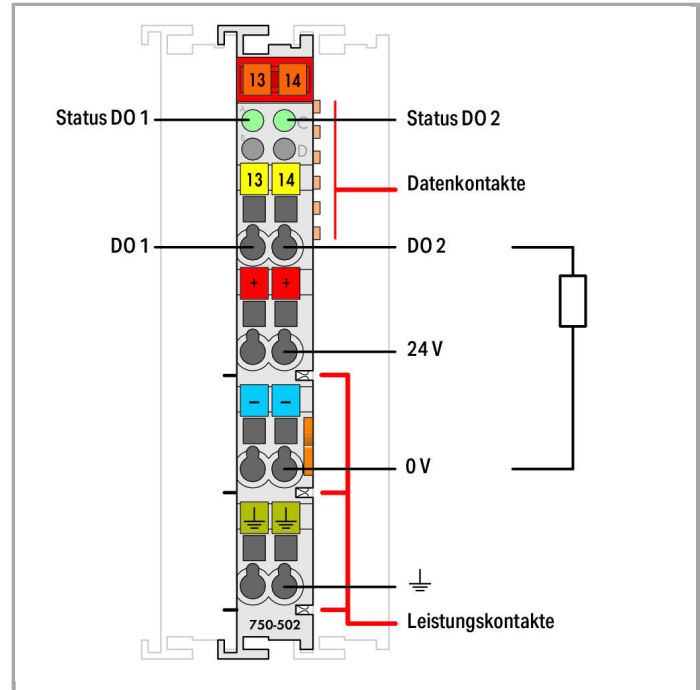 13 14
A
Status DO 1
C
Status DO 2
B
D
13 14
Datenkontakte
DO 1
DO 2
+ +
24 V
– –
0 V
750-502
Leistungskontakte